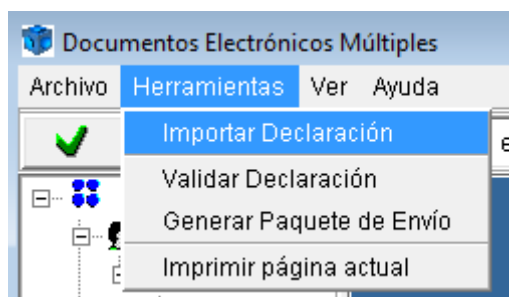 Documentos Electrónicos Múltiples
Archivo Herramientas Ver Ayuda
Importar Declaración
Validar Declaración
Generar Paquete de Envío
Imprimir página actual